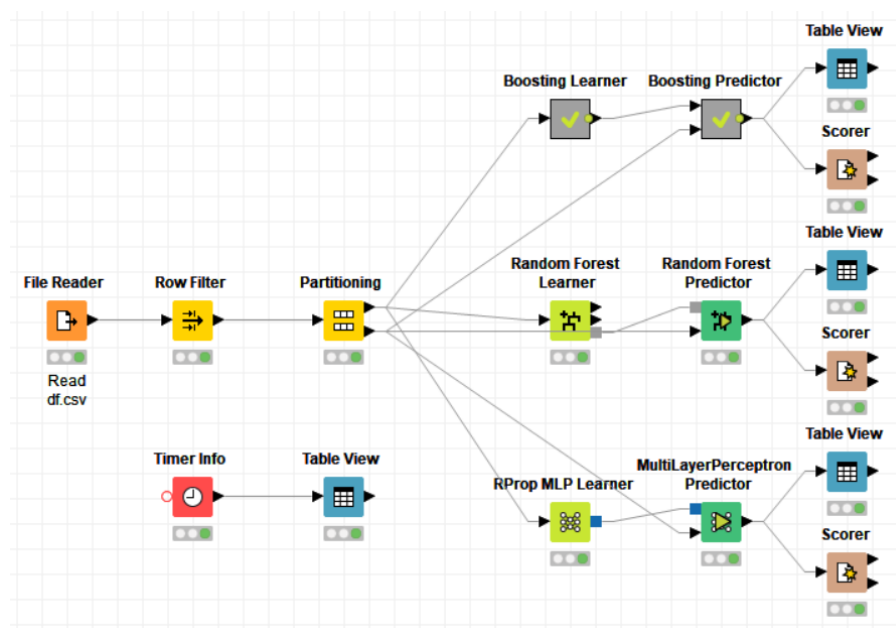 Table View
Boosting Learner
Boosting Predictor
Scorer
Table View
File Reader
Row Filter
Partitioning
Random Forest
Learner
Random Forest
Predictor
Read
df.csv
Scorer
Table View
Timer Info
Table View
RProp MLP Learner
MultiLayerPerceptron
Predictor
Scorer